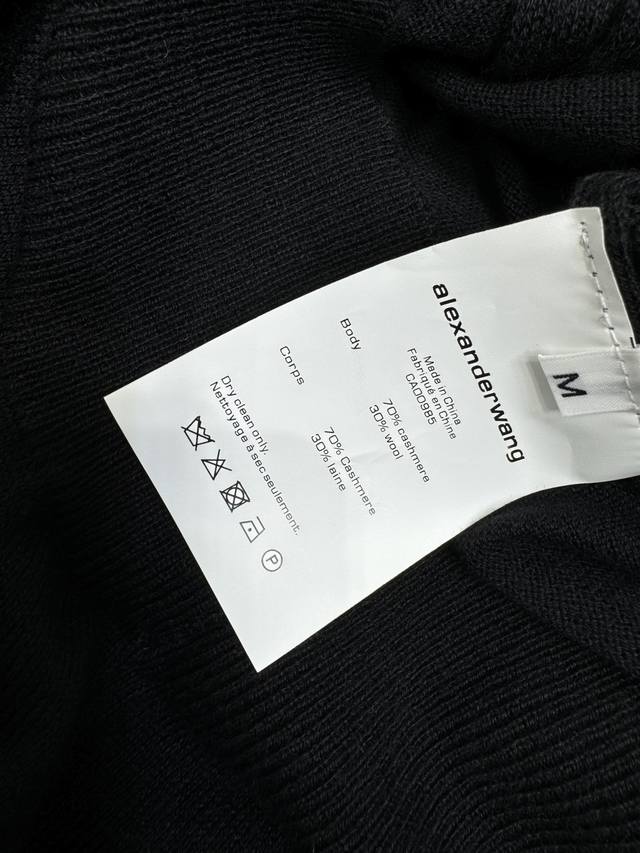 alexanderwang
Made in China
Fabriqué en Chine
CA00985
Body
70% cashmere
30% wool
Corps
70% Cashmere
30% laine
Dry clean only.
Nettoyage à sec seulement.
P
M